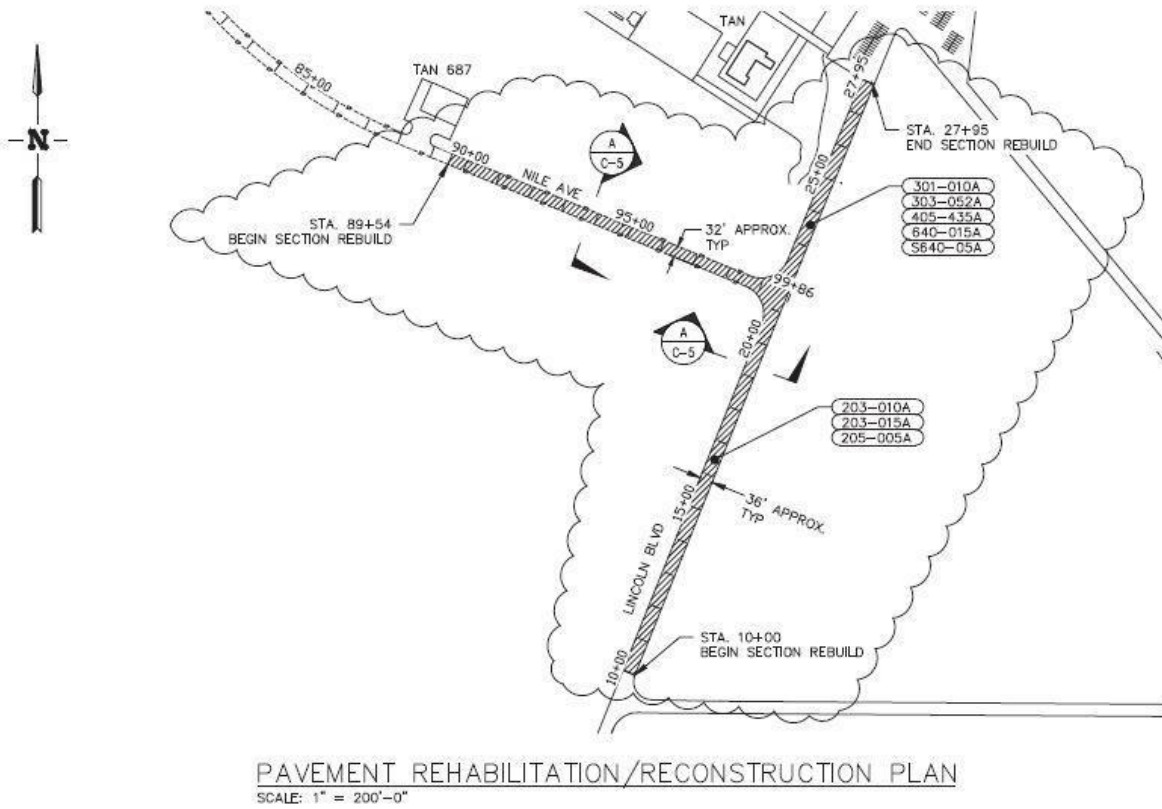 TAN
TAN 687
85+00
N
27+95
STA. 27+95
END SECTION REBUILD
A
C-5
90+00
NILE AVE
25+00
301-010A
303-052A
405-435A
640-015A
S640-05A
STA. 89+54
BEGIN SECTION REBUILD
95+00
32' APPROX.
TYP
99+86
A
C-5
20+00
203-010A
203-015A
205-005A
15+00
36' APPROX.
TYP
LINCOLN BLVD
STA. 10+00
BEGIN SECTION REBUILD
10+00
PAVEMENT REHABILITATION/RECONSTRUCTION PLAN
SCALE: 1" = 200'-0"